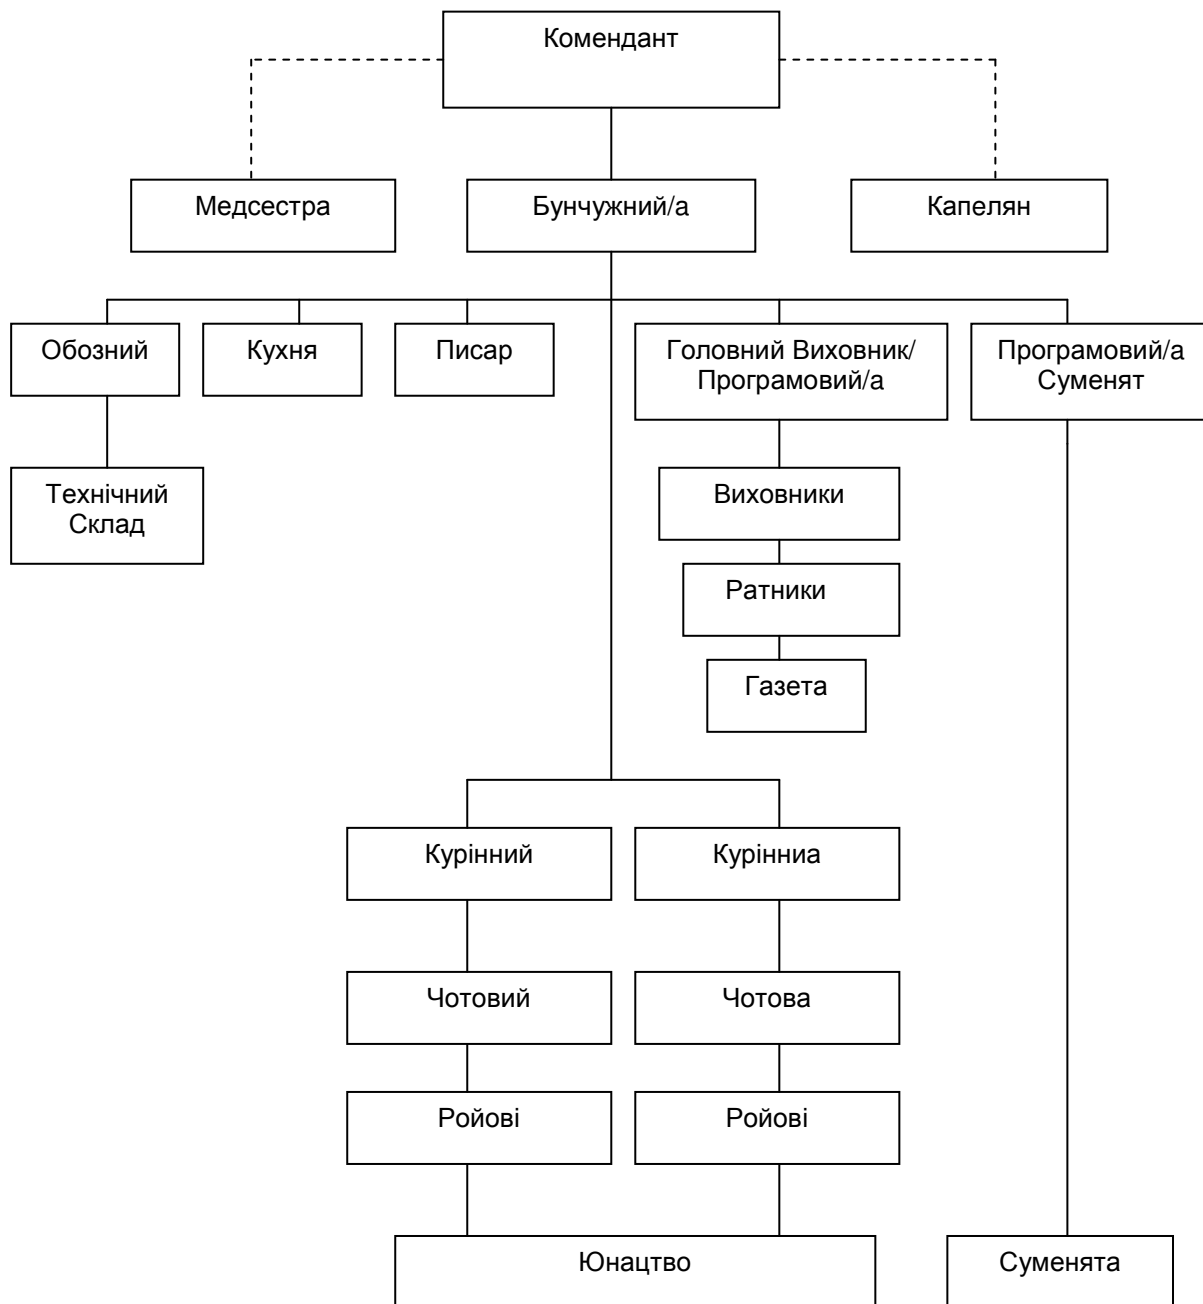 Комендант
Медсестра
Бунчужний/а
Капелян
Обозний
Кухня
Писар
Головний Виховник/
Програмовий/а
Програмовий/а
Суменят
Технічний
Склад
Виховники
Ратники
Газета
Курінний
Курінниа
Чотовий
Чотова
Ройові
Ройові
Юнацтво
Суменята